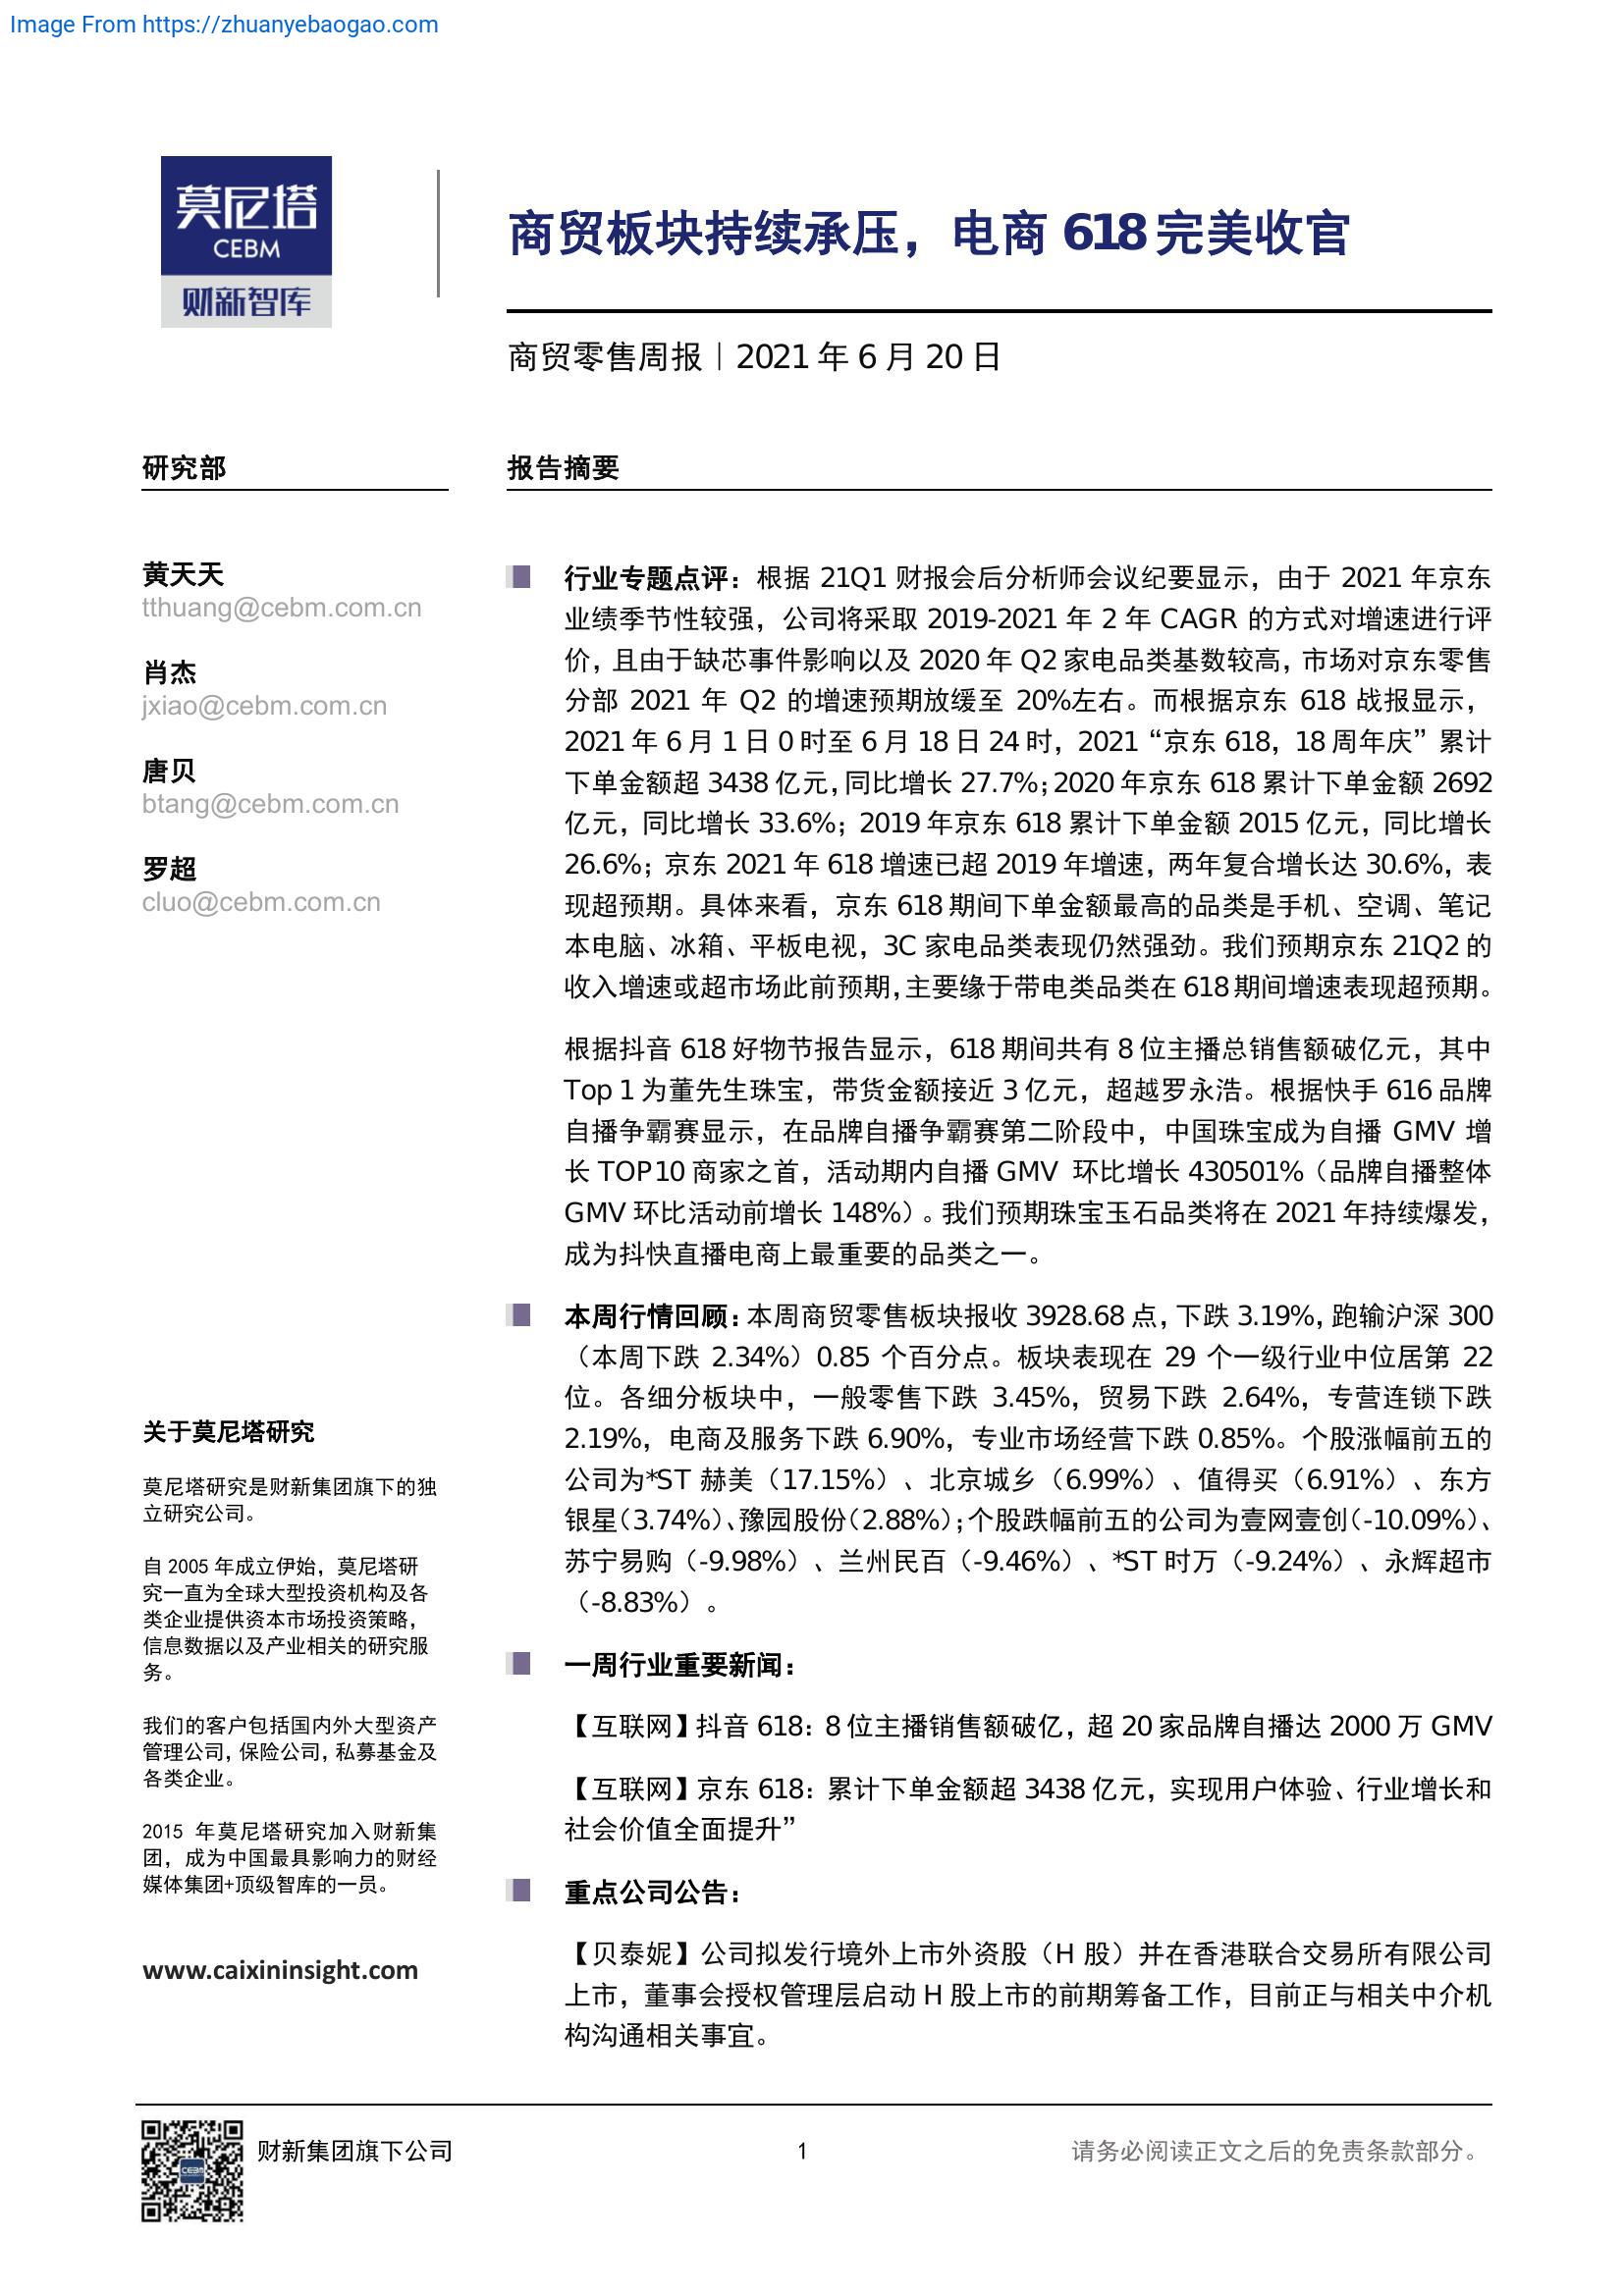 Image From https://zhuanyebaogao.com
莫尼塔
CEBM
财新智库
商贸板块持续承压，电商 618 完美收官
商贸零售周报｜2021 年 6 月 20 日
研究部
黄天天
tthuang@cebm.com.cn
肖杰
jxiao@cebm.com.cn
唐贝
btang@cebm.com.cn
罗超
cluo@cebm.com.cn
关于莫尼塔研究
莫尼塔研究是财新集团旗下的独
立研究公司。
自 2005 年成立伊始，莫尼塔研
究一直为全球大型投资机构及各
类企业提供资本市场投资策略，
信息数据以及产业相关的研究服
务。
我们的客户包括国内外大型资产
管理公司，保险公司，私募基金及
各类企业。
2015 年莫尼塔研究加入财新集
团，成为中国最具影响力的财经
媒体集团+顶级智库的一员。
www.caixininsight.com
报告摘要
行业专题点评：根据 21Q1 财报会后分析师会议纪要显示，由于 2021 年京东
业绩季节性较强，公司将采取 2019-2021 年 2 年 CAGR 的方式对增速进行评
价，且由于缺芯事件影响以及 2020 年 Q2 家电品类基数较高，市场对京东零售
分部 2021 年 Q2 的增速预期放缓至 20%左右。而根据京东 618 战报显示，
2021 年 6 月 1 日 0 时至 6 月 18 日 24 时，2021 “京东 618，18 周年庆” 累计
下单金额超 3438 亿元，同比增长 27.7%；2020 年京东 618 累计下单金额 2692
亿元，同比增长 33.6%；2019 年京东 618 累计下单金额 2015 亿元，同比增长
26.6%；京东 2021 年 618 增速已超 2019 年增速，两年复合增长达 30.6%，表
现超预期。具体来看，京东 618 期间下单金额最高的品类是手机、空调、笔记
本电脑、冰箱、平板电视，3C 家电品类表现仍然强劲。我们预期京东 21Q2 的
收入增速或超市场此前预期，主要缘于带电类品类在 618 期间增速表现超预期。
根据抖音 618 好物节报告显示，618 期间共有 8 位主播总销售额破亿元，其中
Top 1 为董先生珠宝，带货金额接近 3 亿元，超越罗永浩。根据快手 616 品牌
自播争霸赛显示，在品牌自播争霸赛第二阶段中，中国珠宝成为自播 GMV 增
长 TOP10 商家之首，活动期内自播 GMV 环比增长 430501%（品牌自播整体
GMV 环比活动前增长 148%）。我们预期珠宝玉石品类将在 2021 年持续爆发，
成为抖快直播电商上最重要的品类之一。
本周行情回顾：本周商贸零售板块报收 3928.68 点，下跌 3.19%，跑输沪深 300
（本周下跌 2.34%）0.85 个百分点。板块表现在 29 个一级行业中位居第 22
位。各细分板块中，一般零售下跌 3.45%，贸易下跌 2.64%，专营连锁下跌
2.19%，电商及服务下跌 6.90%，专业市场经营下跌 0.85%。个股涨幅前五的
公司为*ST 赫美（17.15%）、北京城乡（6.99%）、值得买（6.91%）、东方
银星（3.74%）、豫园股份（2.88%）；个股跌幅前五的公司为壹网壹创（-10.09%）、
苏宁易购（-9.98%）、兰州民百（-9.46%）、*ST 时万（-9.24%）、永辉超市
（-8.83%）。
一周行业重要新闻：
【互联网】抖音 618：8 位主播销售额破亿，超 20 家品牌自播达 2000 万 GMV
【互联网】京东 618：累计下单金额超 3438 亿元，实现用户体验、行业增长和
社会价值全面提升”
重点公司公告：
【贝泰妮】公司拟发行境外上市外资股（H 股）并在香港联合交易所有限公司
上市，董事会授权管理层启动 H 股上市的前期筹备工作，目前正与相关中介机
构沟通相关事宜。
CEBM
财新集团旗下公司
1
请务必阅读正文之后的免责条款部分。